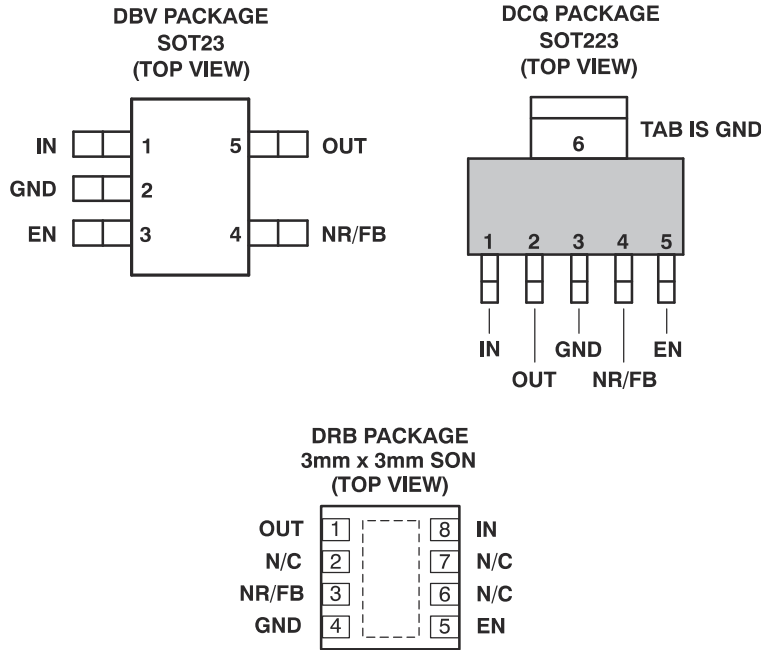 DBV PACKAGE
SOT23
(TOP VIEW)
IN 1 5 OUT
GND 2
EN 3 4 NR/FB
DCQ PACKAGE
SOT223
(TOP VIEW)
TAB IS GND
6
1 2 3 4 5
IN GND EN
OUT NR/FB
DRB PACKAGE
3mm x 3mm SON
(TOP VIEW)
OUT 1 8 IN
N/C 2 7 N/C
NR/FB 3 6 N/C
GND 4 5 EN